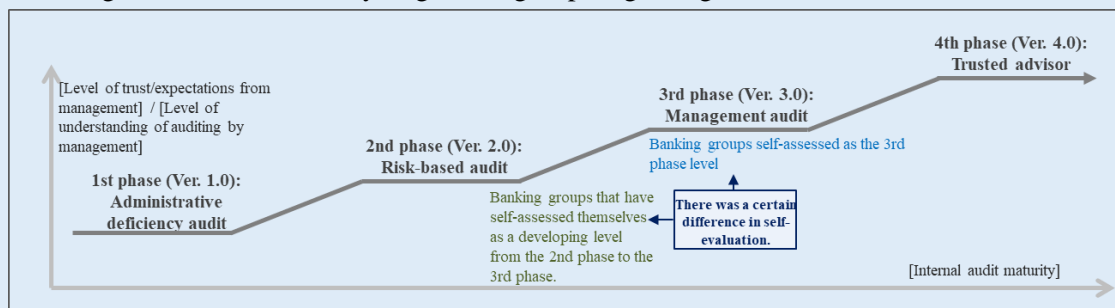 4th phase (Ver. 4.0):
Trusted advisor
[Level of trust/expectations from
management] / [Level of
understanding of auditing by
management]
3rd phase (Ver. 3.0):
Management audit
Banking groups self-assessed as the 3rd
phase level
2nd phase (Ver. 2.0):
Risk-based audit
1st phase (Ver. 1.0):
Administrative
deficiency audit
Banking groups that have
self-assessed themselves
as a developing level
from the 2nd phase to the
3rd phase.
There was a certain
difference in self-
evaluation.
[Internal audit maturity]